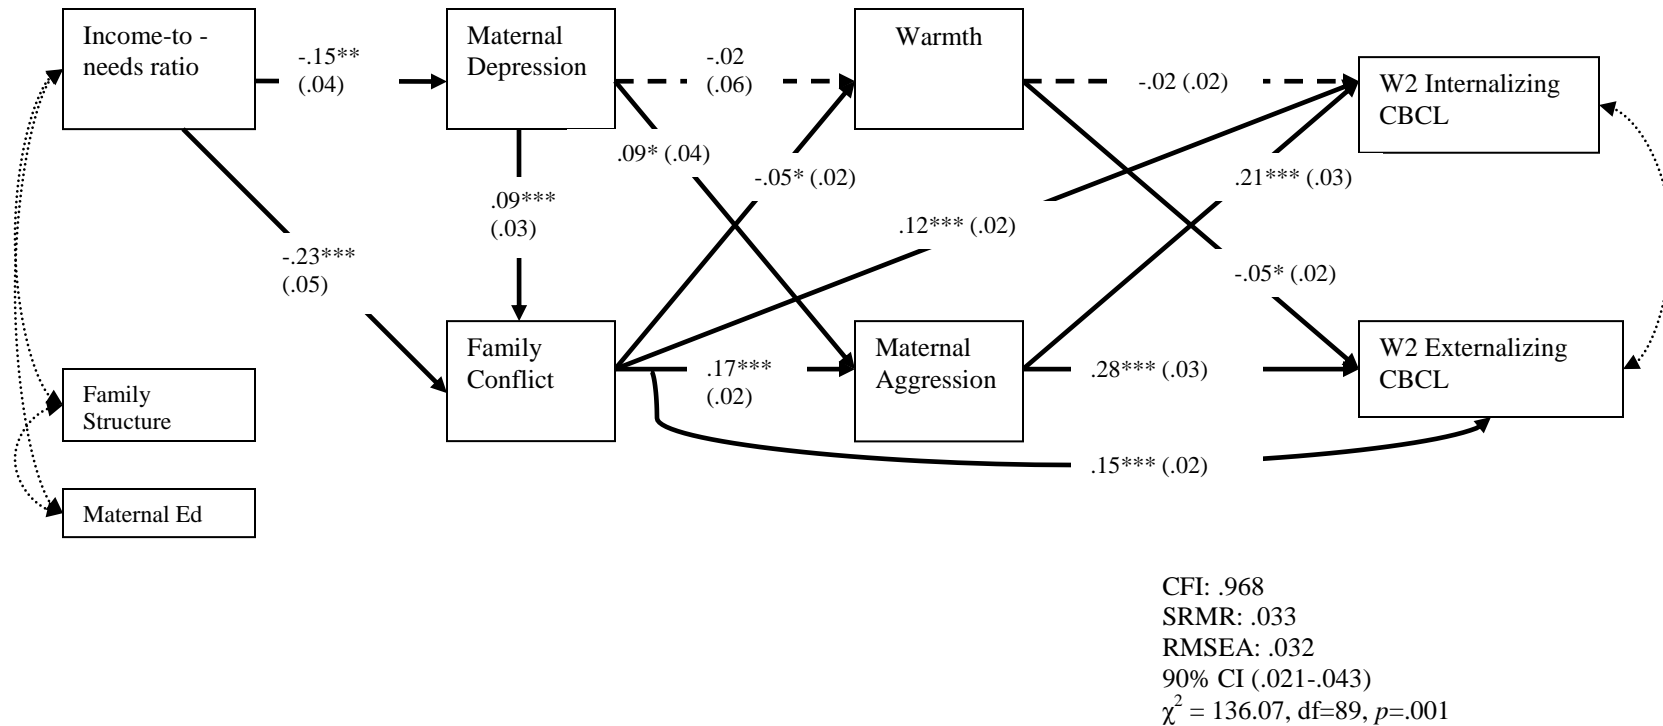 Income-to -
needs ratio
-.15**
(.04)
Maternal
Depression
-.02
(.06)
Warmth
-.02 (.02)
W2 Internalizing
CBCL
.09* (.04)
-.05* (.02)
.21*** (.03)
.09***
(.03)
.12*** (.02)
-.23***
(.05)
-.05* (.02)
Family
Conflict
.17***
(.02)
Maternal
Aggression
.28*** (.03)
W2 Externalizing
CBCL
Family
Structure
.15*** (.02)
Maternal Ed
CFI: .968
SRMR: .033
RMSEA: .032
90% CI (.021-.043)
χ² = 136.07, df=89, p=.001